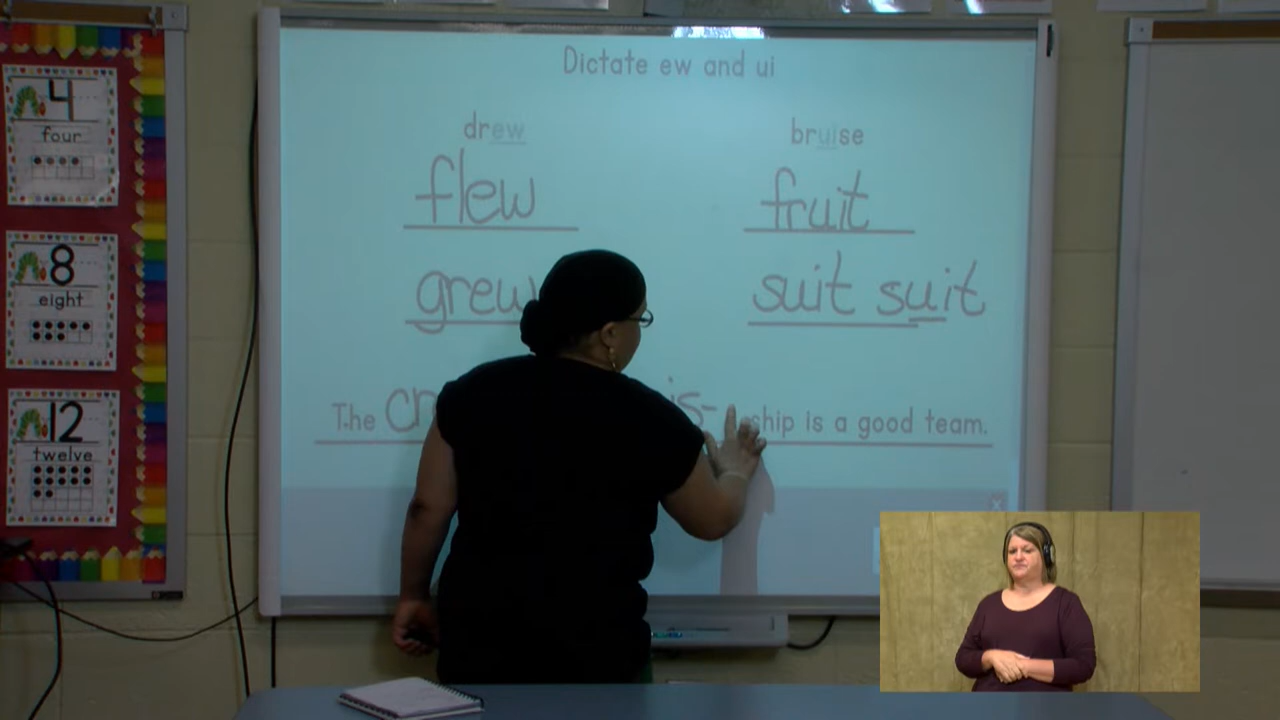 Dictate ew and ui
drew
bruise
flew
fruit
grew
suit suit
The is a good team.
4
four
8
eight
12
twelve